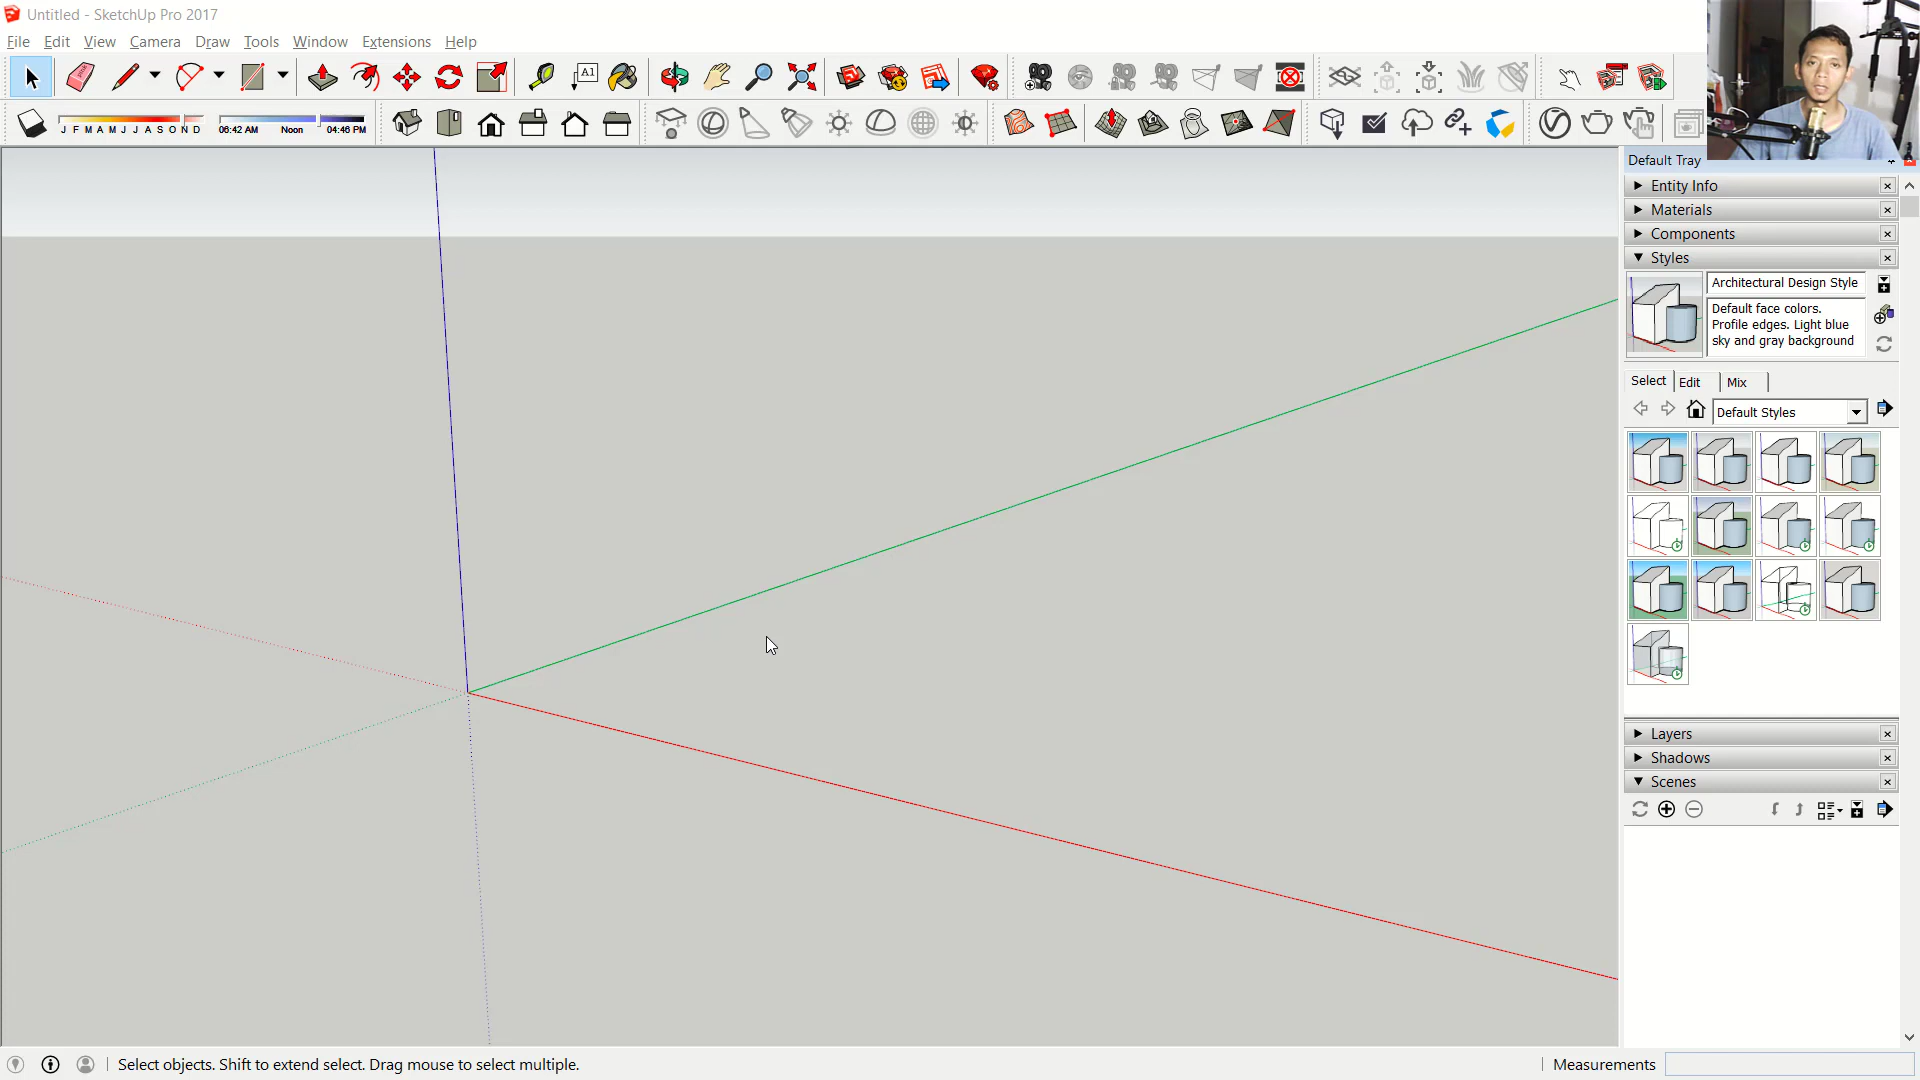 Untitled - SketchUp Pro 2017
File Edit View Camera Draw Tools Window Extensions Help
A1
J F M A M J J A S O N D
06:42 AM Noon 04:46 PM
Default Tray
Entity Info
Materials
Components
Styles
Architectural Design Style
Default face colors.
Profile edges. Light blue
sky and gray background
Select Edit Mix
Default Styles
Layers
Shadows
Scenes
Select objects. Shift to extend select. Drag mouse to select multiple.
Measurements